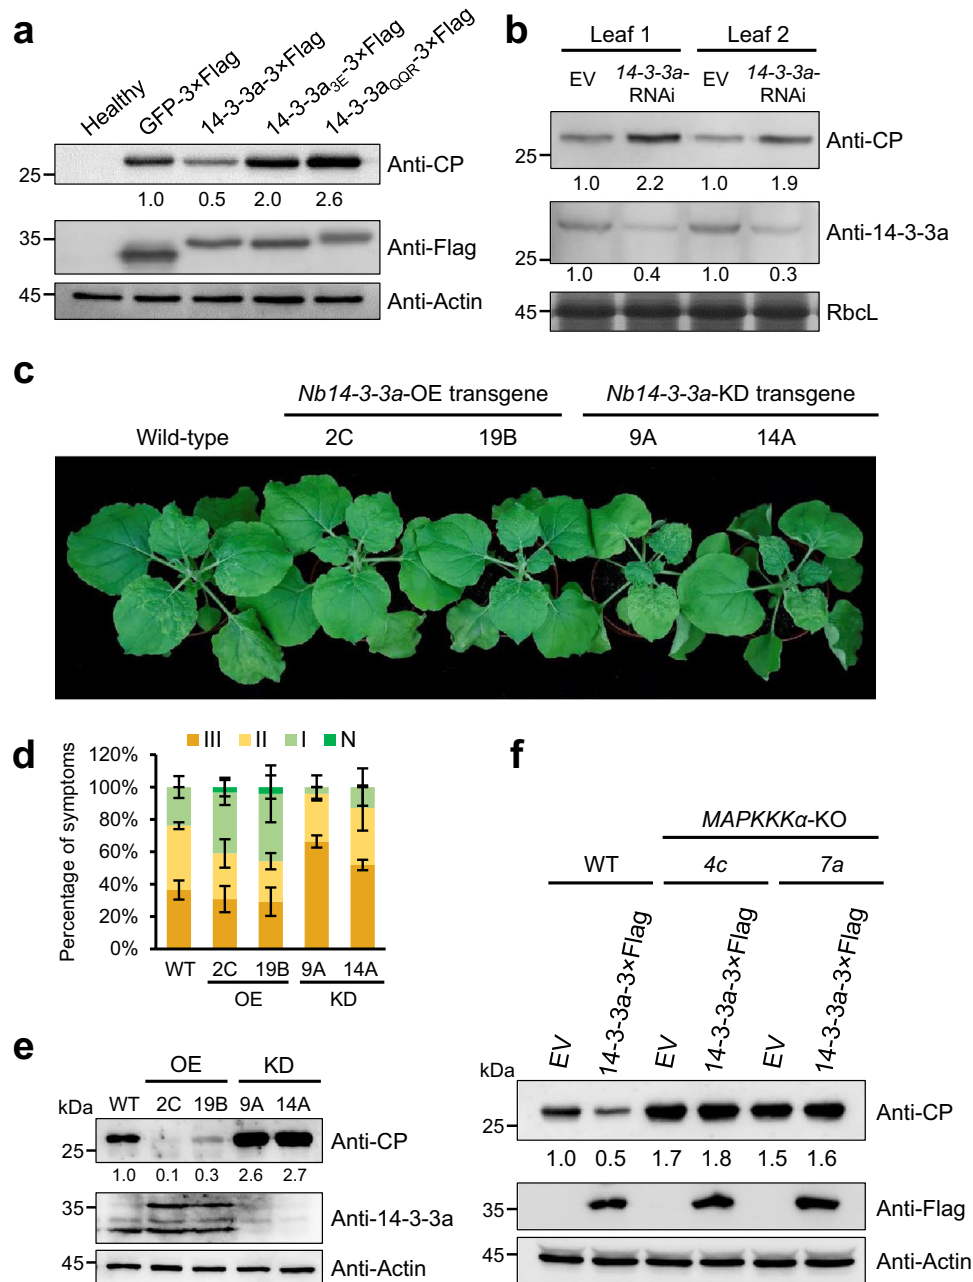 a
Healthy
GFP-3×Flag
14-3-3a-3×Flag
14-3-3a3E-3×Flag
14-3-3aQQR-3×Flag
25
Anti-CP
1.0 0.5 2.0 2.6
35
Anti-Flag
45
Anti-Actin
b
Leaf 1 Leaf 2
EV 14-3-3a-RNAi EV 14-3-3a-RNAi
25
Anti-CP
1.0 2.2 1.0 1.9
Anti-14-3-3a
25
1.0 0.4 1.0 0.3
45
RbcL
c
Nb14-3-3a-OE transgene Nb14-3-3a-KD transgene
Wild-type 2C 19B 9A 14A
d
III II I N
Percentage of symptoms
120%
100%
80%
60%
40%
20%
0%
WT 2C 19B 9A 14A
OE KD
e
OE KD
kDa WT 2C 19B 9A 14A
25
Anti-CP
1.0 0.1 0.3 2.6 2.7
35
Anti-14-3-3a
45
Anti-Actin
f
MAPKKKα-KO
WT 4c 7a
EV
14-3-3a-3×Flag
EV
14-3-3a-3×Flag
EV
14-3-3a-3×Flag
kDa
25
Anti-CP
1.0 0.5 1.7 1.8 1.5 1.6
35
Anti-Flag
45
Anti-Actin